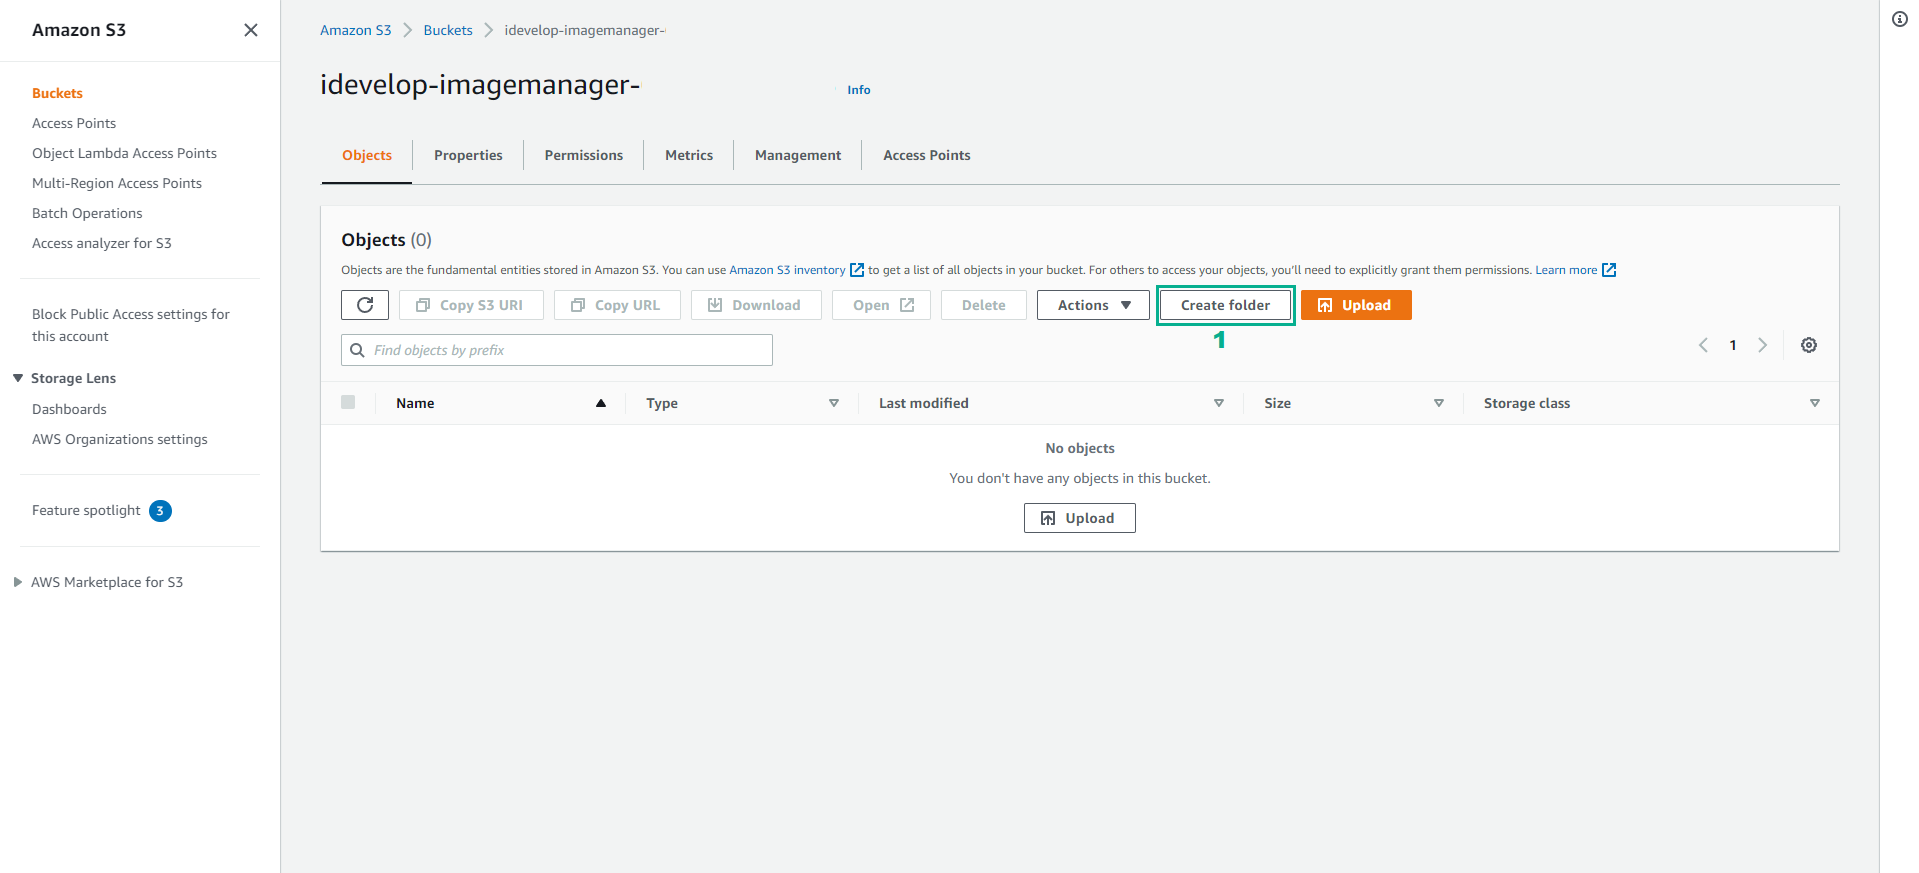 Amazon S3
Buckets
Access Points
Object Lambda Access Points
Multi-Region Access Points
Batch Operations
Access analyzer for S3
Block Public Access settings for
this account
Storage Lens
Dashboards
AWS Organizations settings
Feature spotlight 3
AWS Marketplace for S3
Amazon S3 Buckets idevelop-imagemanager-
idevelop-imagemanager- Info
Objects Properties Permissions Metrics Management Access Points
Objects (0)
Objects are the fundamental entities stored in Amazon S3. You can use Amazon S3 inventory to get a list of all objects in your bucket. For others to access your objects, you'll need to explicitly grant them permissions. Learn more
Copy S3 URI Copy URL Download Open Delete Actions Create folder Upload
1
Find objects by prefix 1
Name Type Last modified Size Storage class
No objects
You don't have any objects in this bucket.
Upload